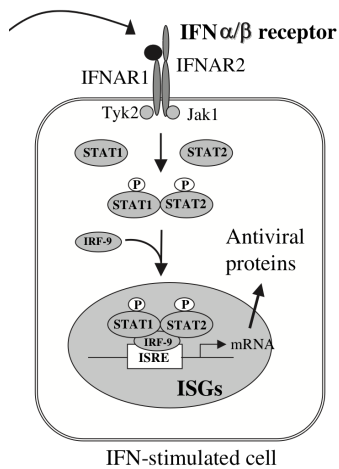 IFNα/β receptor
IFNAR1
IFNAR2
Tyk2
Jak1
STAT1
STAT2
P
P
STAT1
STAT2
IRF-9
Antiviral
proteins
P
P
STAT1
STAT2
IRF-9
ISRE
mRNA
ISGs
IFN-stimulated cell